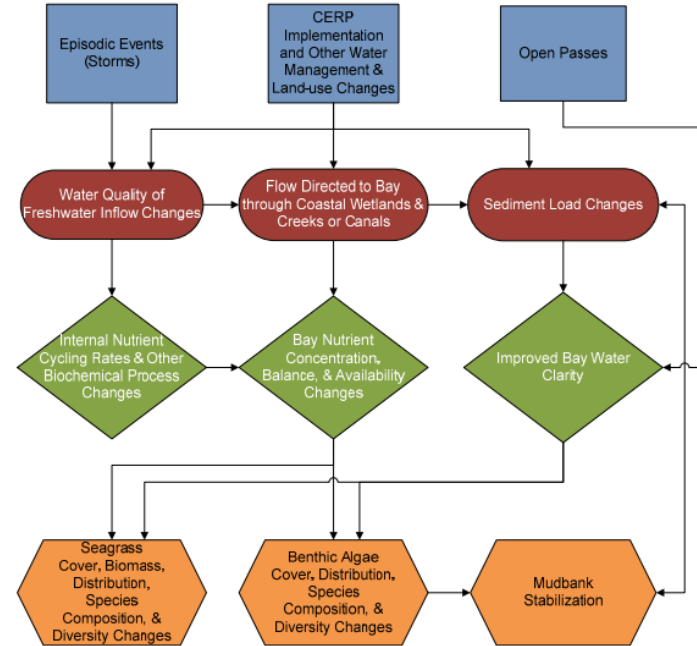 Episodic Events
(Storms)
CERP
Implementation
and Other Water
Management &
Land-use Changes
Open Passes
Water Quality of
Freshwater Inflow Changes
Flow Directed to Bay
through Coastal Wetlands &
Creeks or Canals
Sediment Load Changes
Internal Nutrient
Cycling Rates & Other
Biochemical Process
Changes
Bay Nutrient
Concentration,
Balance, & Availability
Changes
Improved Bay Water
Clarity
Seagrass
Cover, Biomass,
Distribution,
Species
Composition, &
Diversity Changes
Benthic Algae
Cover, Distribution,
Species
Composition, &
Diversity Changes
Mudbank
Stabilization